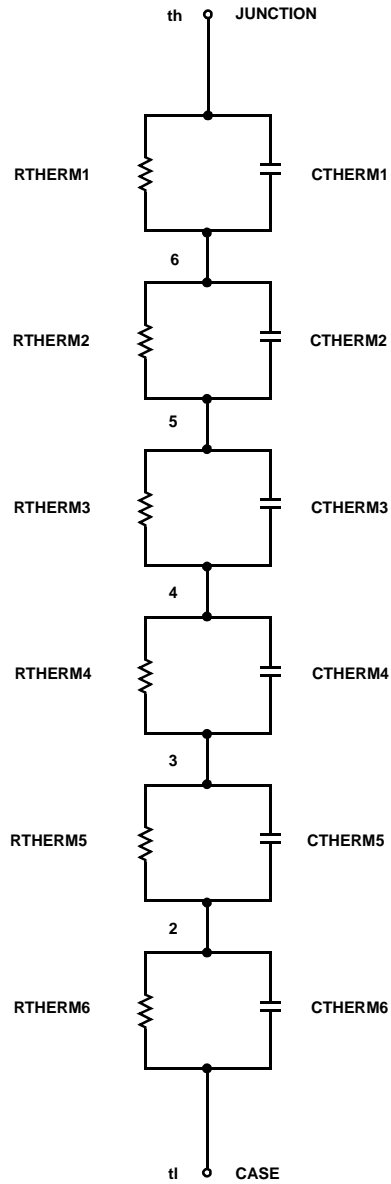 th JUNCTION
RTHERM1 CTHERM1
6
RTHERM2 CTHERM2
5
RTHERM3 CTHERM3
4
RTHERM4 CTHERM4
3
RTHERM5 CTHERM5
2
RTHERM6 CTHERM6
tl CASE